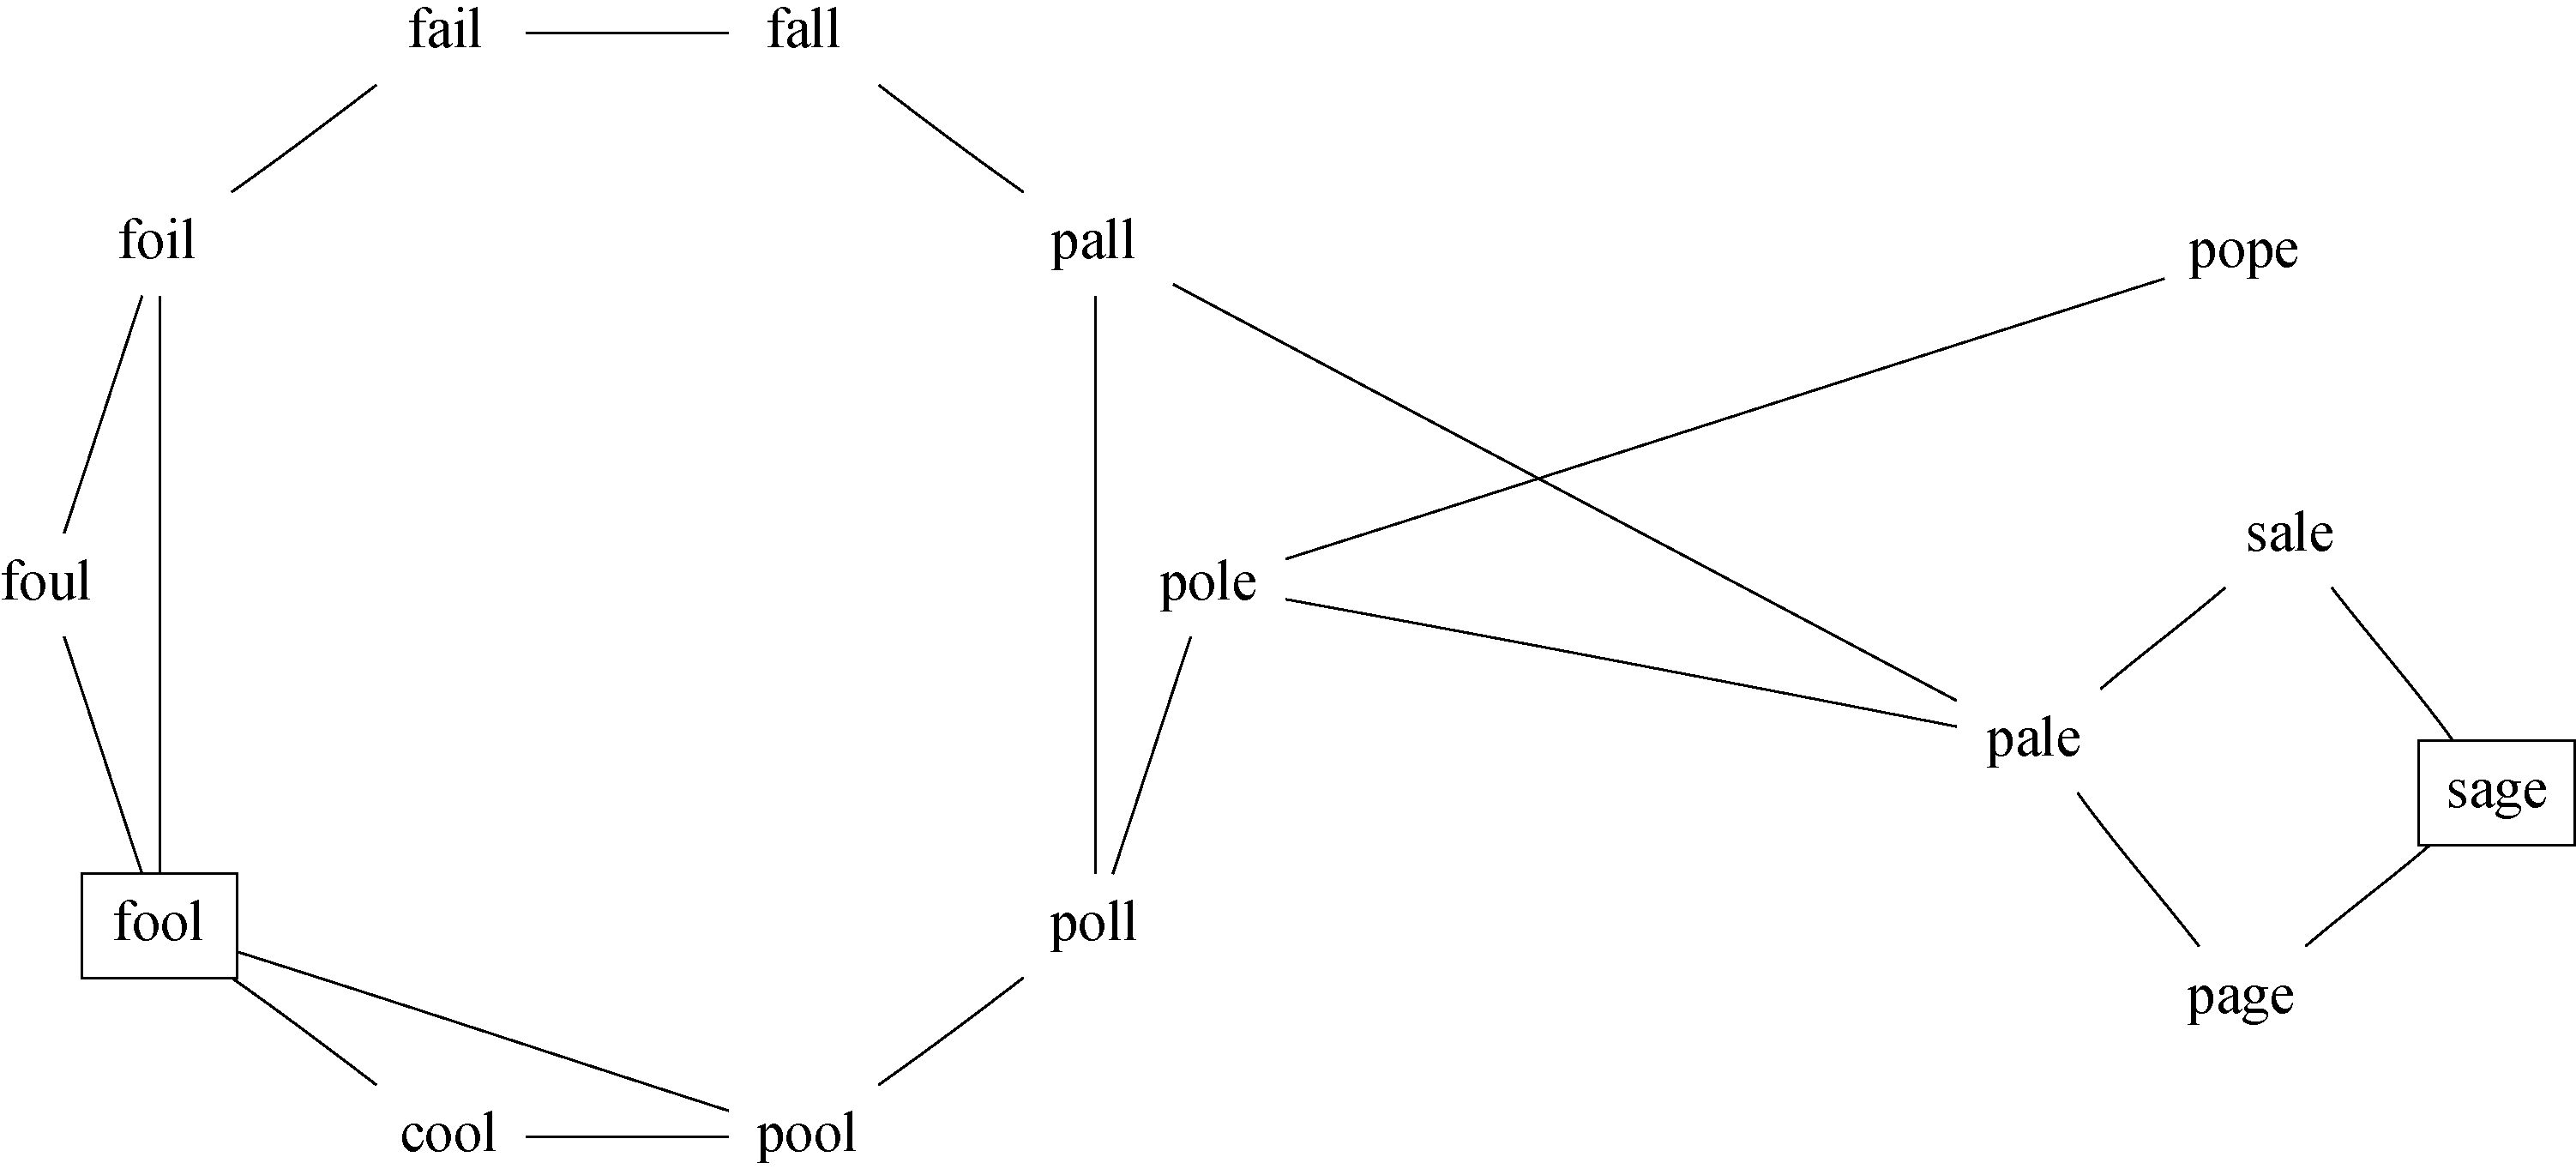 fail fall
foil pall pope
sale
foul pole
pale
sage
fool poll
page
cool pool